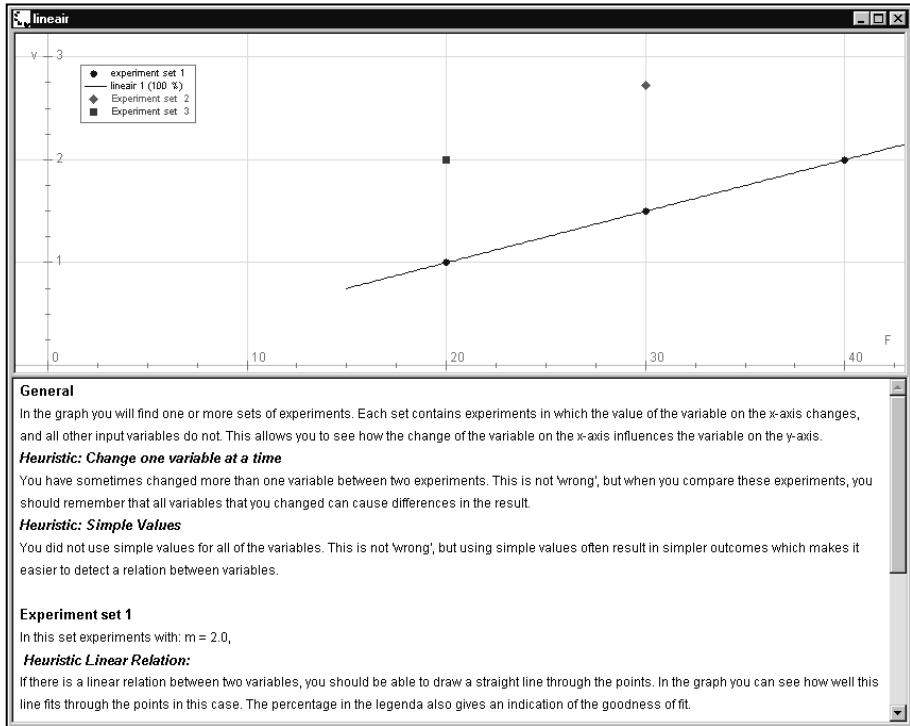 lineair
v
3
experiment set 1
lineair 1 (100 %)
Experiment set 2
Experiment set 3
2
1
F
0
10
20
30
40
General
In the graph you will find one or more sets of experiments. Each set contains experiments in which the value of the variable on the x-axis changes,
and all other input variables do not. This allows you to see how the change of the variable on the x-axis influences the variable on the y-axis.
Heuristic: Change one variable at a time
You have sometimes changed more than one variable between two experiments. This is not 'wrong', but when you compare these experiments, you
should remember that all variables that you changed can cause differences in the result.
Heuristic: Simple Values
You did not use simple values for all of the variables. This is not 'wrong', but using simple values often result in simpler outcomes which makes it
easier to detect a relation between variables.
Experiment set 1
In this set experiments with: m = 2.0,
Heuristic Linear Relation:
If there is a linear relation between two variables, you should be able to draw a straight line through the points. In the graph you can see how well this
line fits through the points in this case. The percentage in the legenda also gives an indication of the goodness of fit.